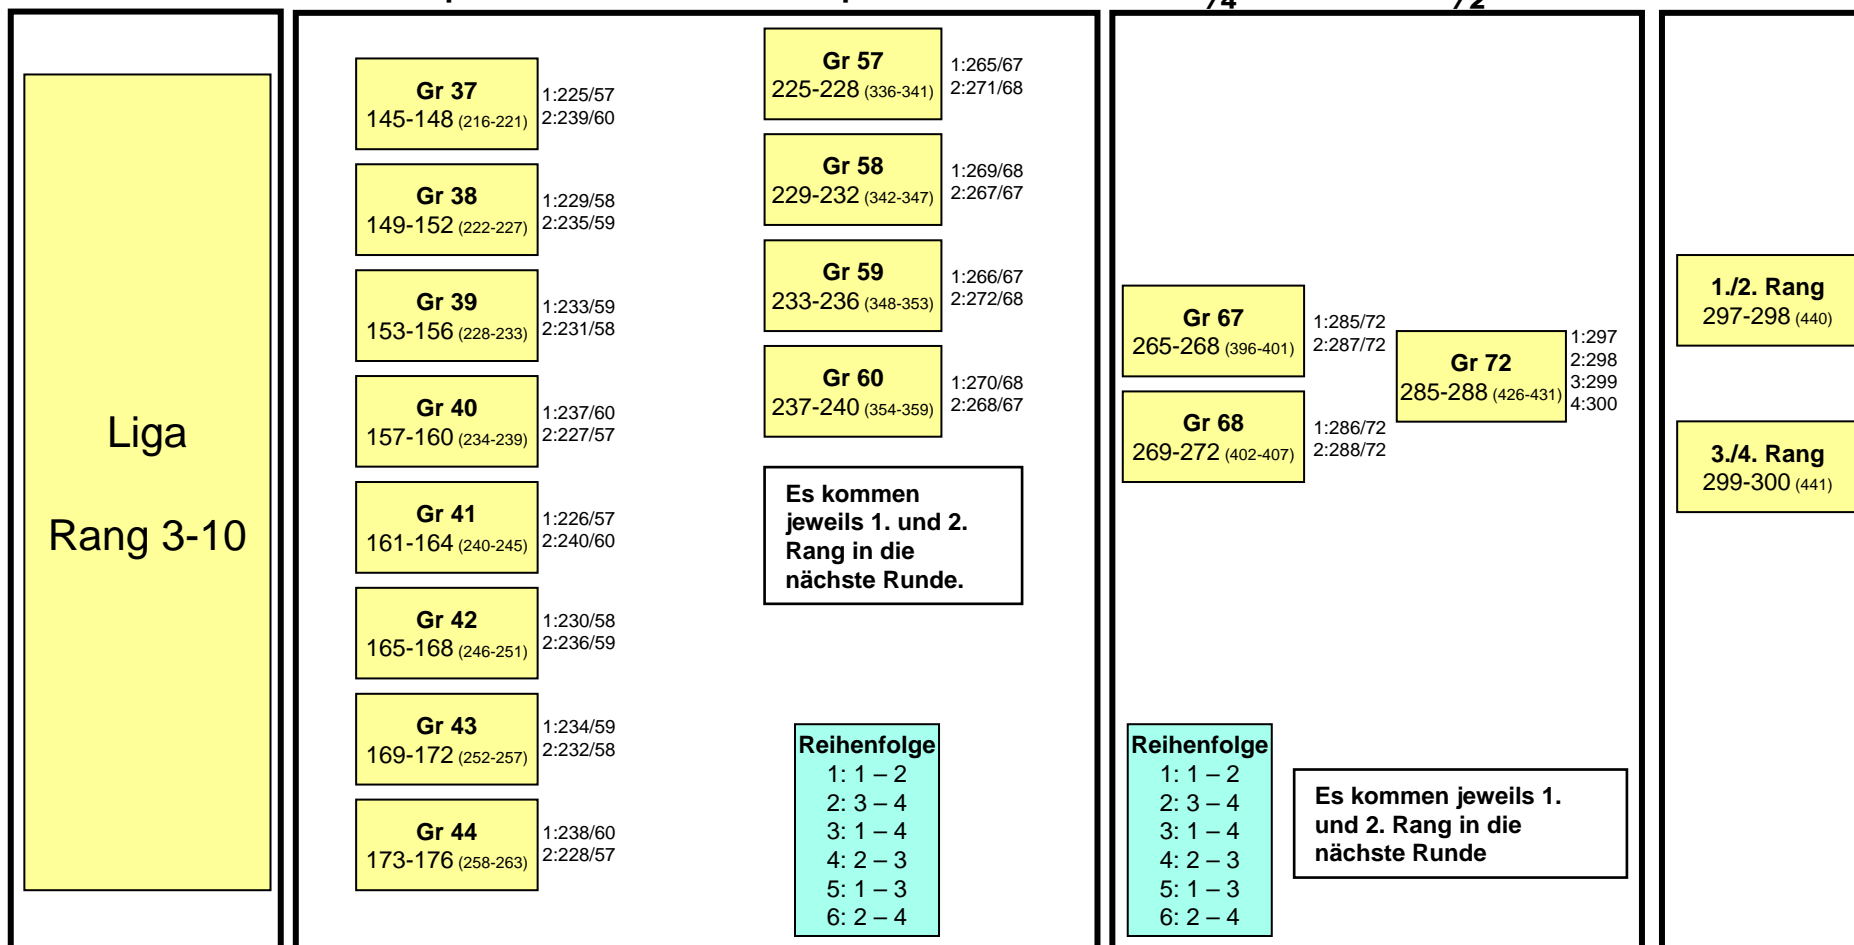 Liga
Rang 3-10
Gr 37
145-148 (216-221)
1:225/57
2:239/60
Gr 38
149-152 (222-227)
1:229/58
2:235/59
Gr 39
153-156 (228-233)
1:233/59
2:231/58
Gr 40
157-160 (234-239)
1:237/60
2:227/57
Gr 41
161-164 (240-245)
1:226/57
2:240/60
Gr 42
165-168 (246-251)
1:230/58
2:236/59
Gr 43
169-172 (252-257)
1:234/59
2:232/58
Gr 44
173-176 (258-263)
1:238/60
2:228/57
Gr 57
225-228 (336-341)
1:265/67
2:271/68
Gr 58
229-232 (342-347)
1:269/68
2:267/67
Gr 59
233-236 (348-353)
1:266/67
2:272/68
Gr 60
237-240 (354-359)
1:270/68
2:268/67
Es kommen
jeweils 1. und 2.
Rang in die
nächste Runde.
Reihenfolge
1: 1 – 2
2: 3 – 4
3: 1 – 4
4: 2 – 3
5: 1 – 3
6: 2 – 4
Gr 67
265-268 (396-401)
1:285/72
2:287/72
Gr 68
269-272 (402-407)
1:286/72
2:288/72
Gr 72
285-288 (426-431)
1:297
2:298
3:299
4:300
Reihenfolge
1: 1 – 2
2: 3 – 4
3: 1 – 4
4: 2 – 3
5: 1 – 3
6: 2 – 4
Es kommen jeweils 1.
und 2. Rang in die
nächste Runde
1./2. Rang
297-298 (440)
3./4. Rang
299-300 (441)